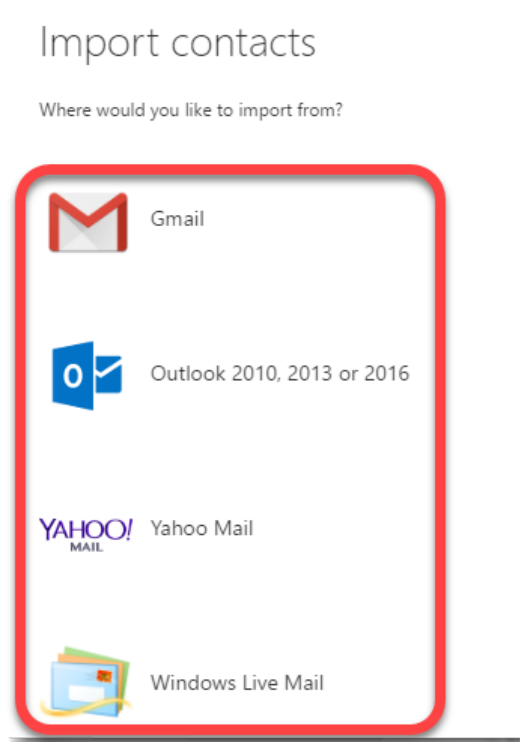 Import contacts
Where would you like to import from?
Gmail
O
Outlook 2010, 2013 or 2016
YAHOO!
MAIL
Yahoo Mail
Windows Live Mail